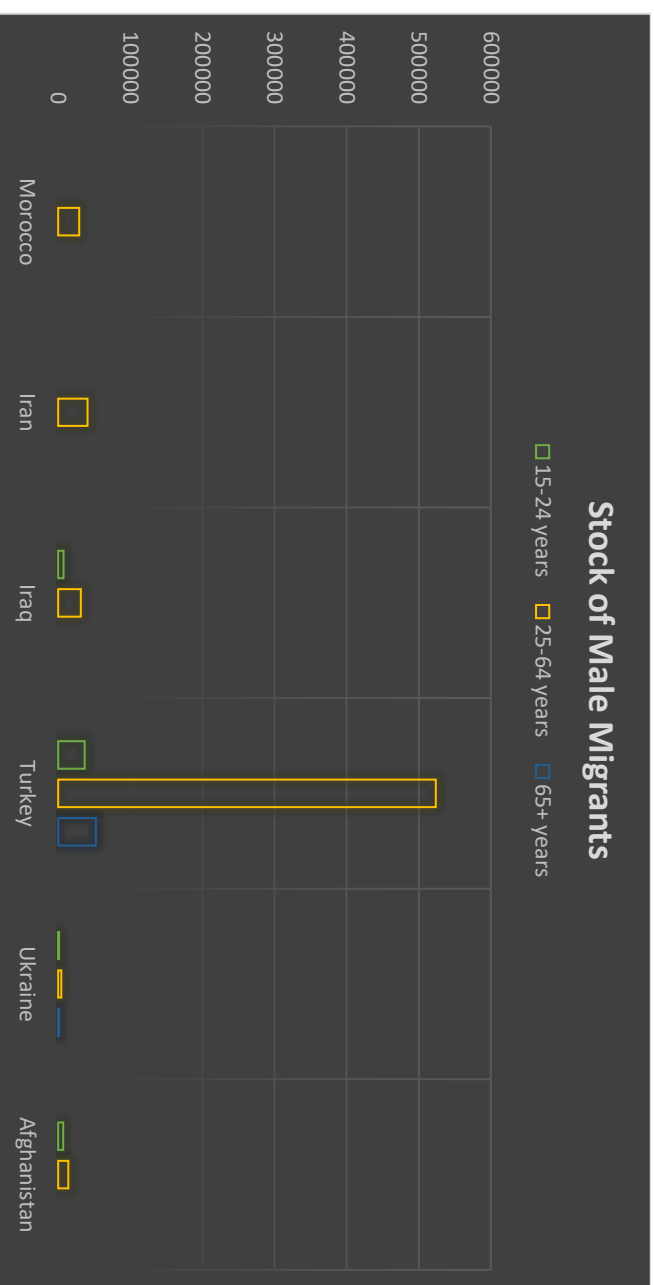 Stock of Male Migrants
15-24 years 25-64 years 65+ years
600000
500000
400000
300000
200000
100000
0
Morocco Iran Iraq Turkey Ukraine Afghanistan